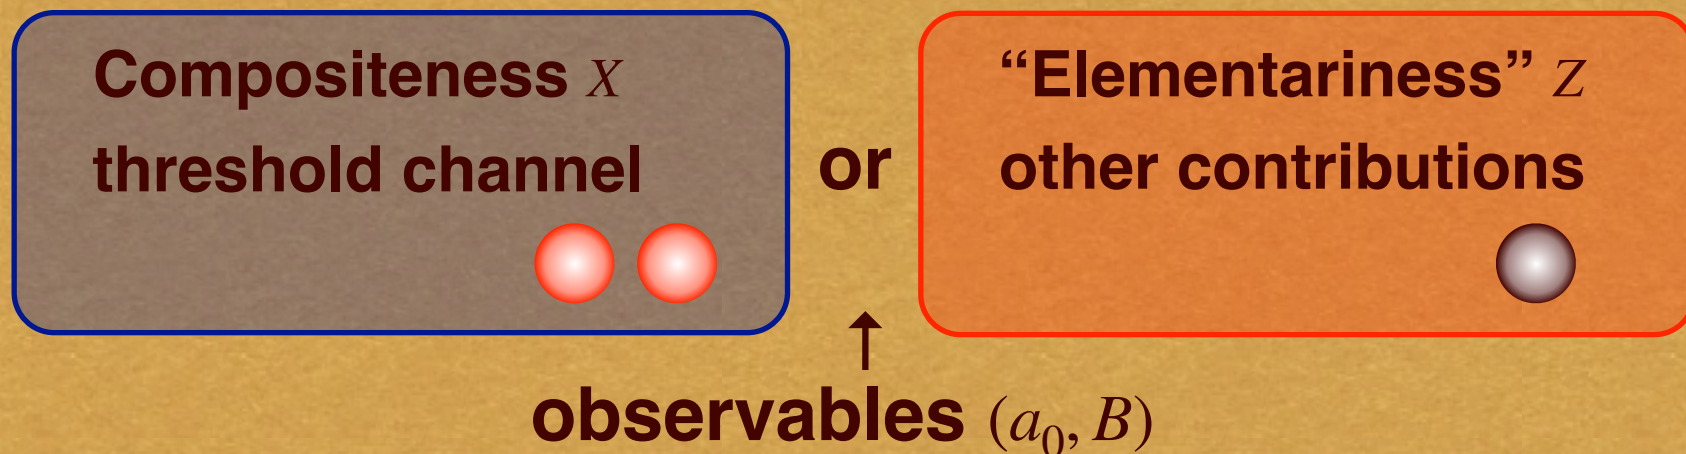 Compositeness X
threshold channel
or
“Elementariness” Z
other contributions
↑
observables (a₀, B)